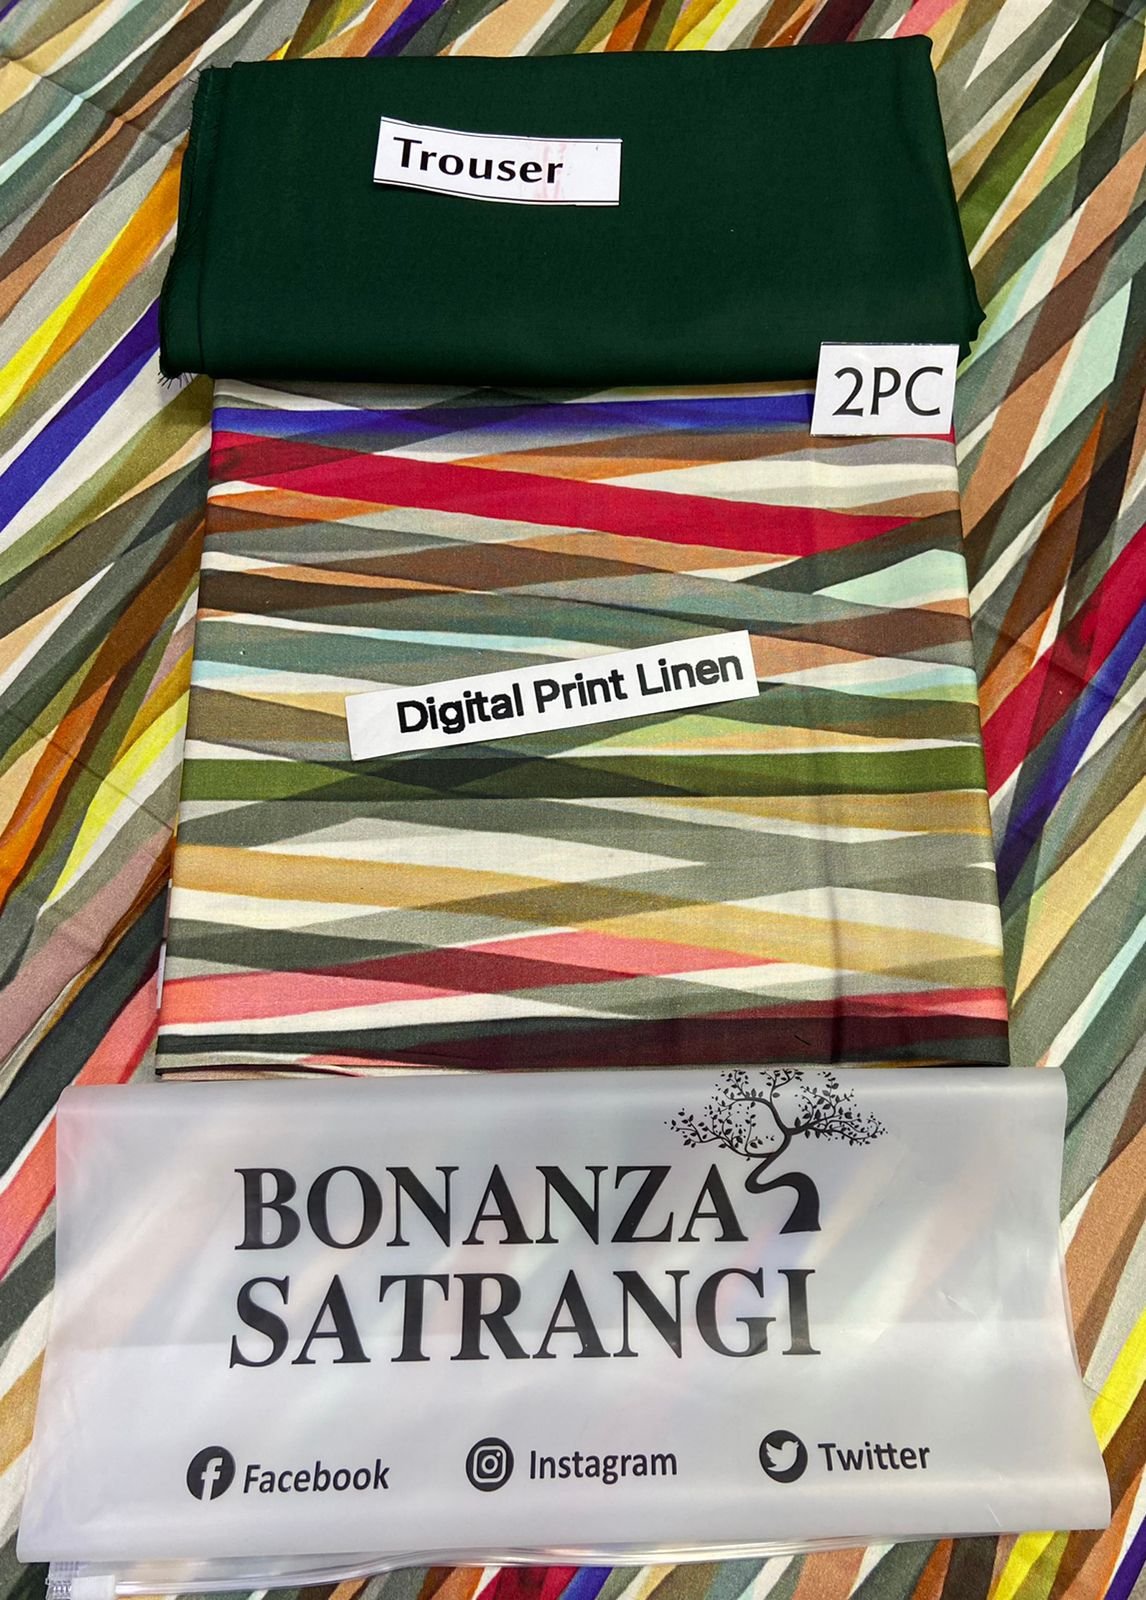 Trouser
2PC
Digital Print Linen
BONANZA
SATRANGI
Facebook Instagram Twitter